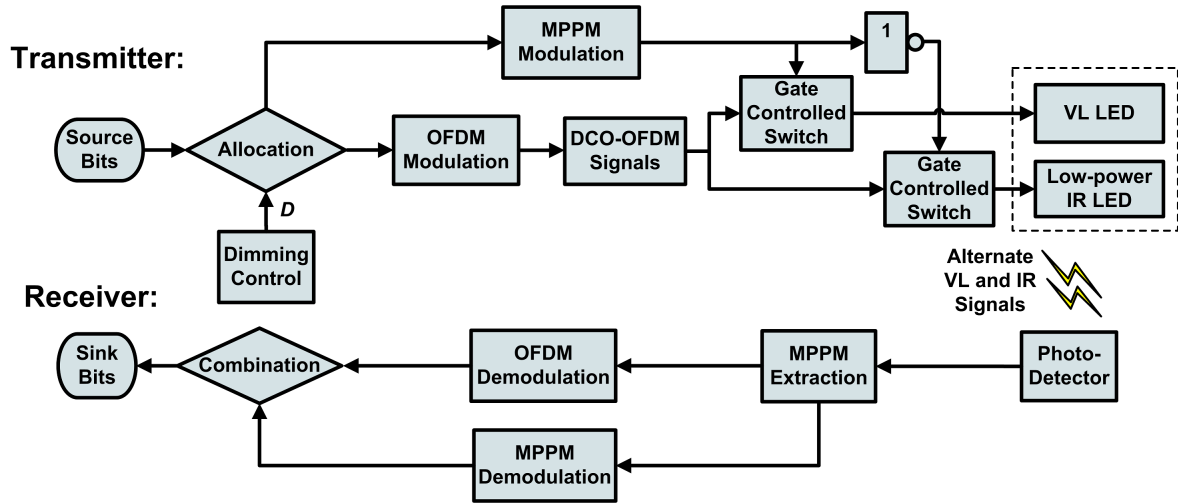 Transmitter:
MPPM
Modulation
1
Source
Bits
Allocation
OFDM
Modulation
DCO-OFDM
Signals
Gate
Controlled
Switch
VL LED
Gate
Controlled
Switch
Low-power
IR LED
D
Dimming
Control
Alternate
VL and IR
Signals
Receiver:
Sink
Bits
Combination
OFDM
Demodulation
MPPM
Extraction
Photo-
Detector
MPPM
Demodulation